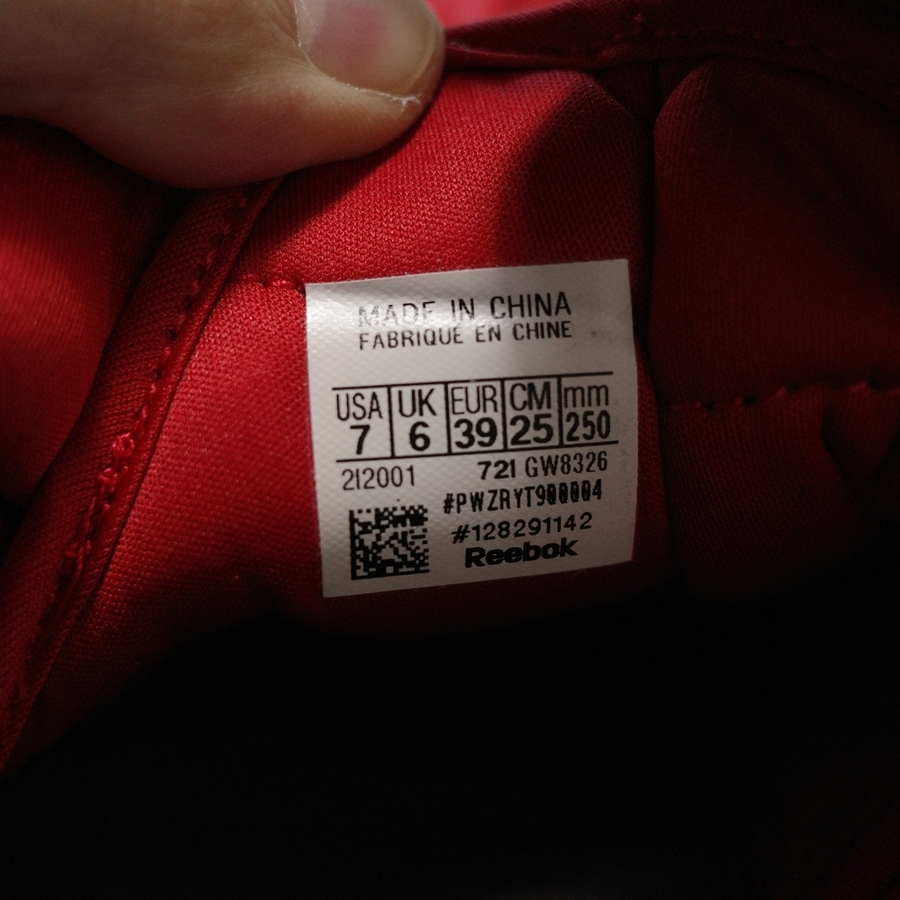 MADE IN CHINA
FABRIQUE EN CHINE
USA UK EUR CM mm
7 6 39 25 250
2I2001 721 GW8326
#PWZRYT900004
#128291142
Reebok